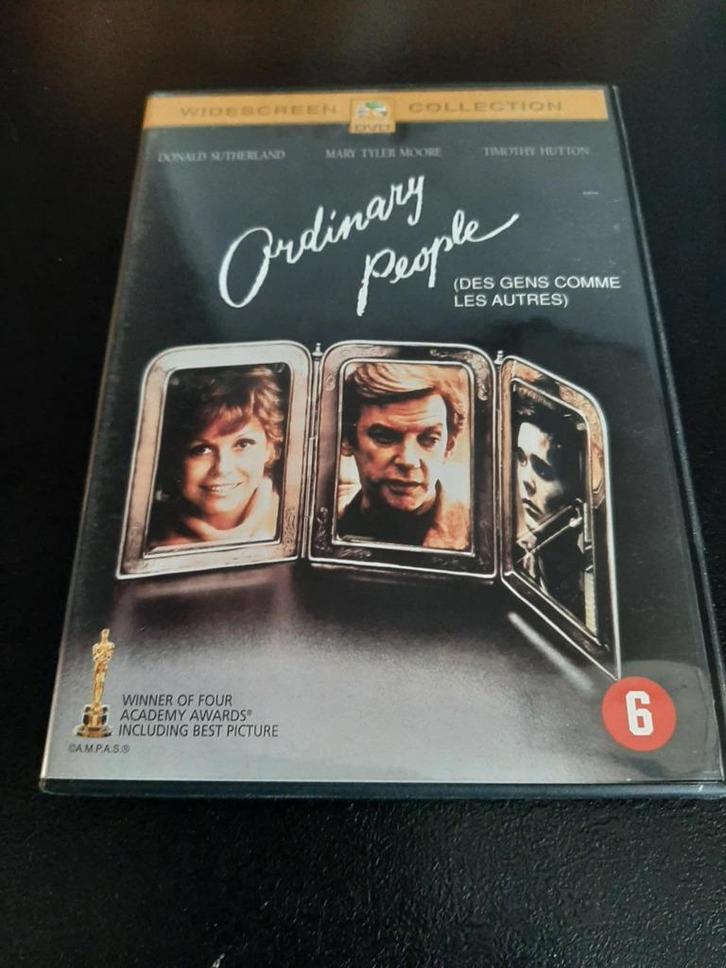 WIDESCREEN DVD COLLECTION
DONALD SUTHERLAND MARY TYLER MOORE TIMOTHY HUTTON
Ordinary
People
(DES GENS COMME
LES AUTRES)
WINNER OF FOUR
ACADEMY AWARDS®
INCLUDING BEST PICTURE
©A.M.P.A.S.®
6